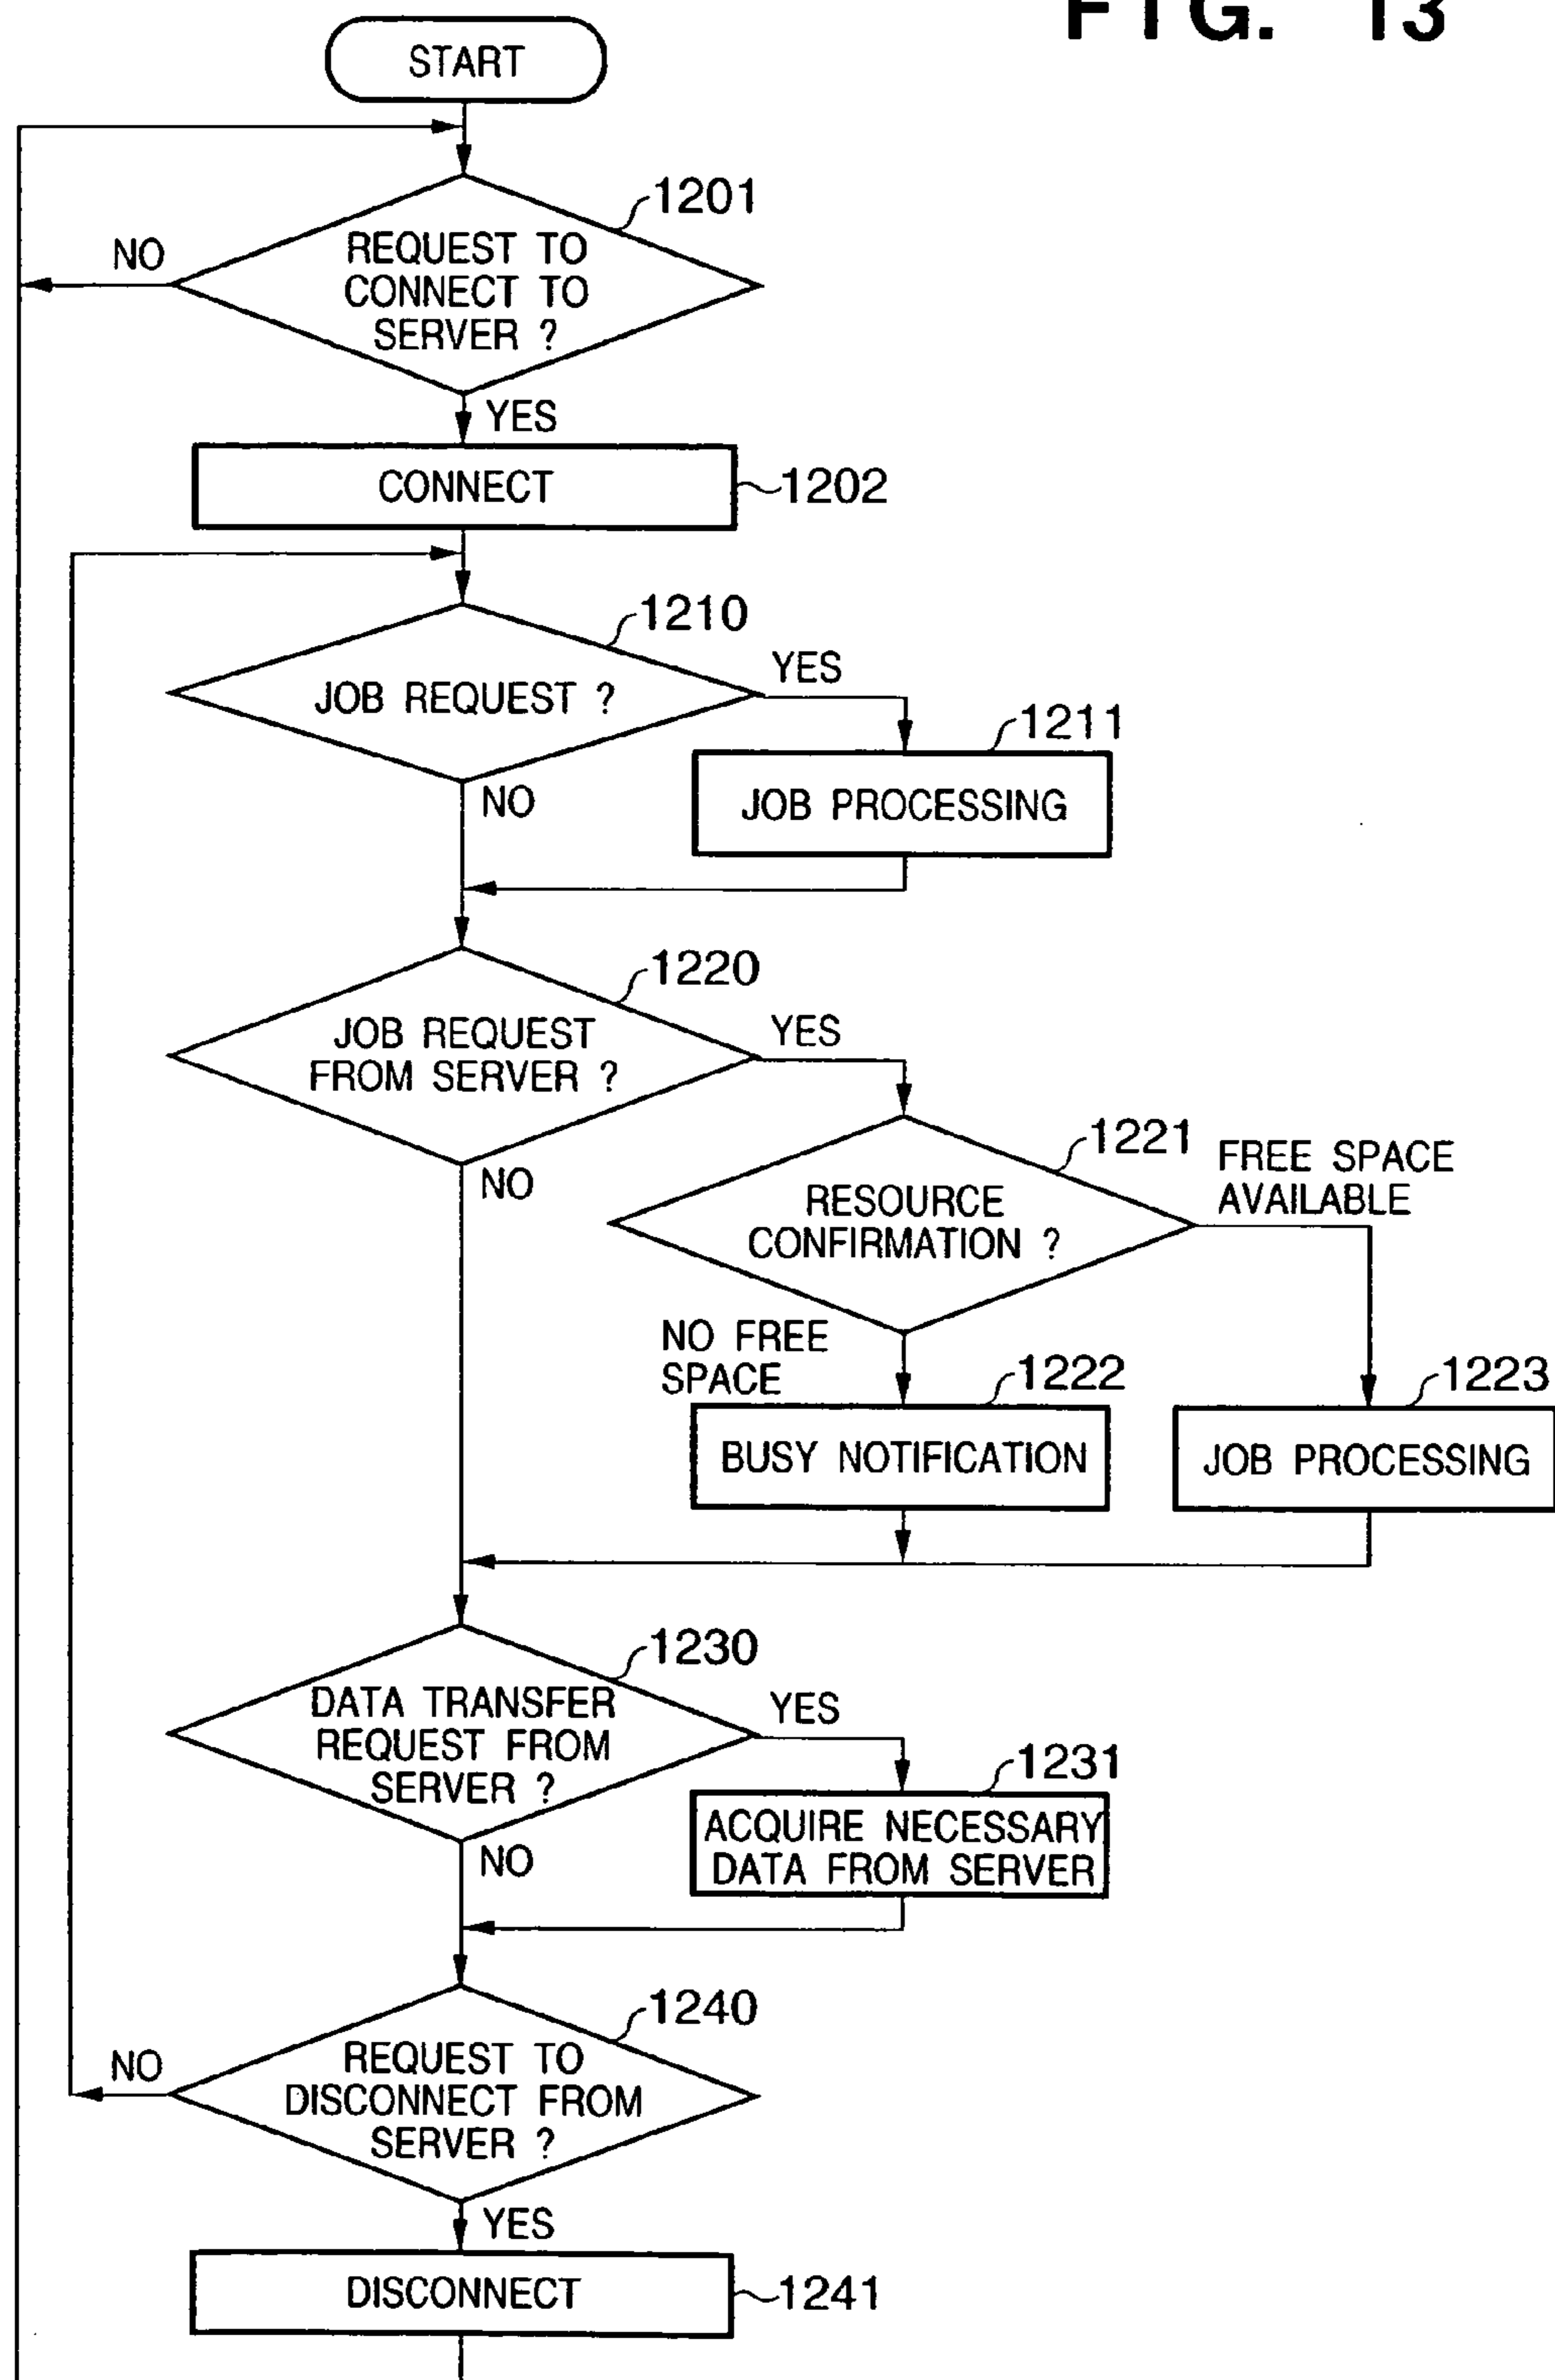 FIG. 13
START
1201
NO
REQUEST TO
CONNECT TO
SERVER ?
YES
CONNECT
1202
1210
YES
JOB REQUEST ?
1211
JOB PROCESSING
NO
1220
YES
JOB REQUEST
FROM SERVER ?
NO
1221
FREE SPACE
AVAILABLE
RESOURCE
CONFIRMATION ?
NO FREE
SPACE
1222
1223
BUSY NOTIFICATION
JOB PROCESSING
1230
YES
DATA TRANSFER
REQUEST FROM
SERVER ?
1231
ACQUIRE NECESSARY
DATA FROM SERVER
NO
1240
NO
REQUEST TO
DISCONNECT FROM
SERVER ?
YES
DISCONNECT
1241